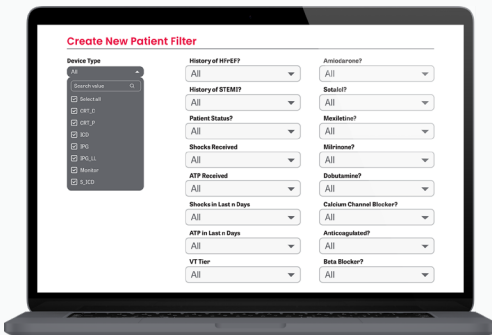 Create New Patient Filter
Device Type
All
Search value
Select all
CRT_D
CRT_P
ICD
IPG
IPG_LL
Monitor
S_ICD
History of HFrEF?
All
History of STEMI?
All
Patient Status?
All
Shocks Received
All
ATP Received
All
Shocks in Last n Days
All
ATP in Last n Days
All
VT Tier
All
Amiodarone?
All
Sotalol?
All
Mexiletine?
All
Milrinone?
All
Dobutamine?
All
Calcium Channel Blocker?
All
Anticoagulated?
All
Beta Blocker?
All